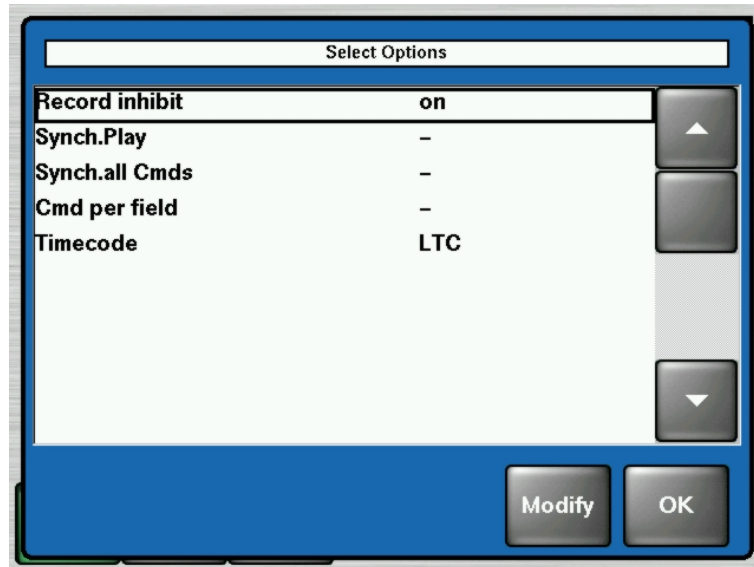 Select Options
Record inhibit on
Synch.Play –
Synch.all Cmds –
Cmd per field –
Timecode LTC
Modify OK